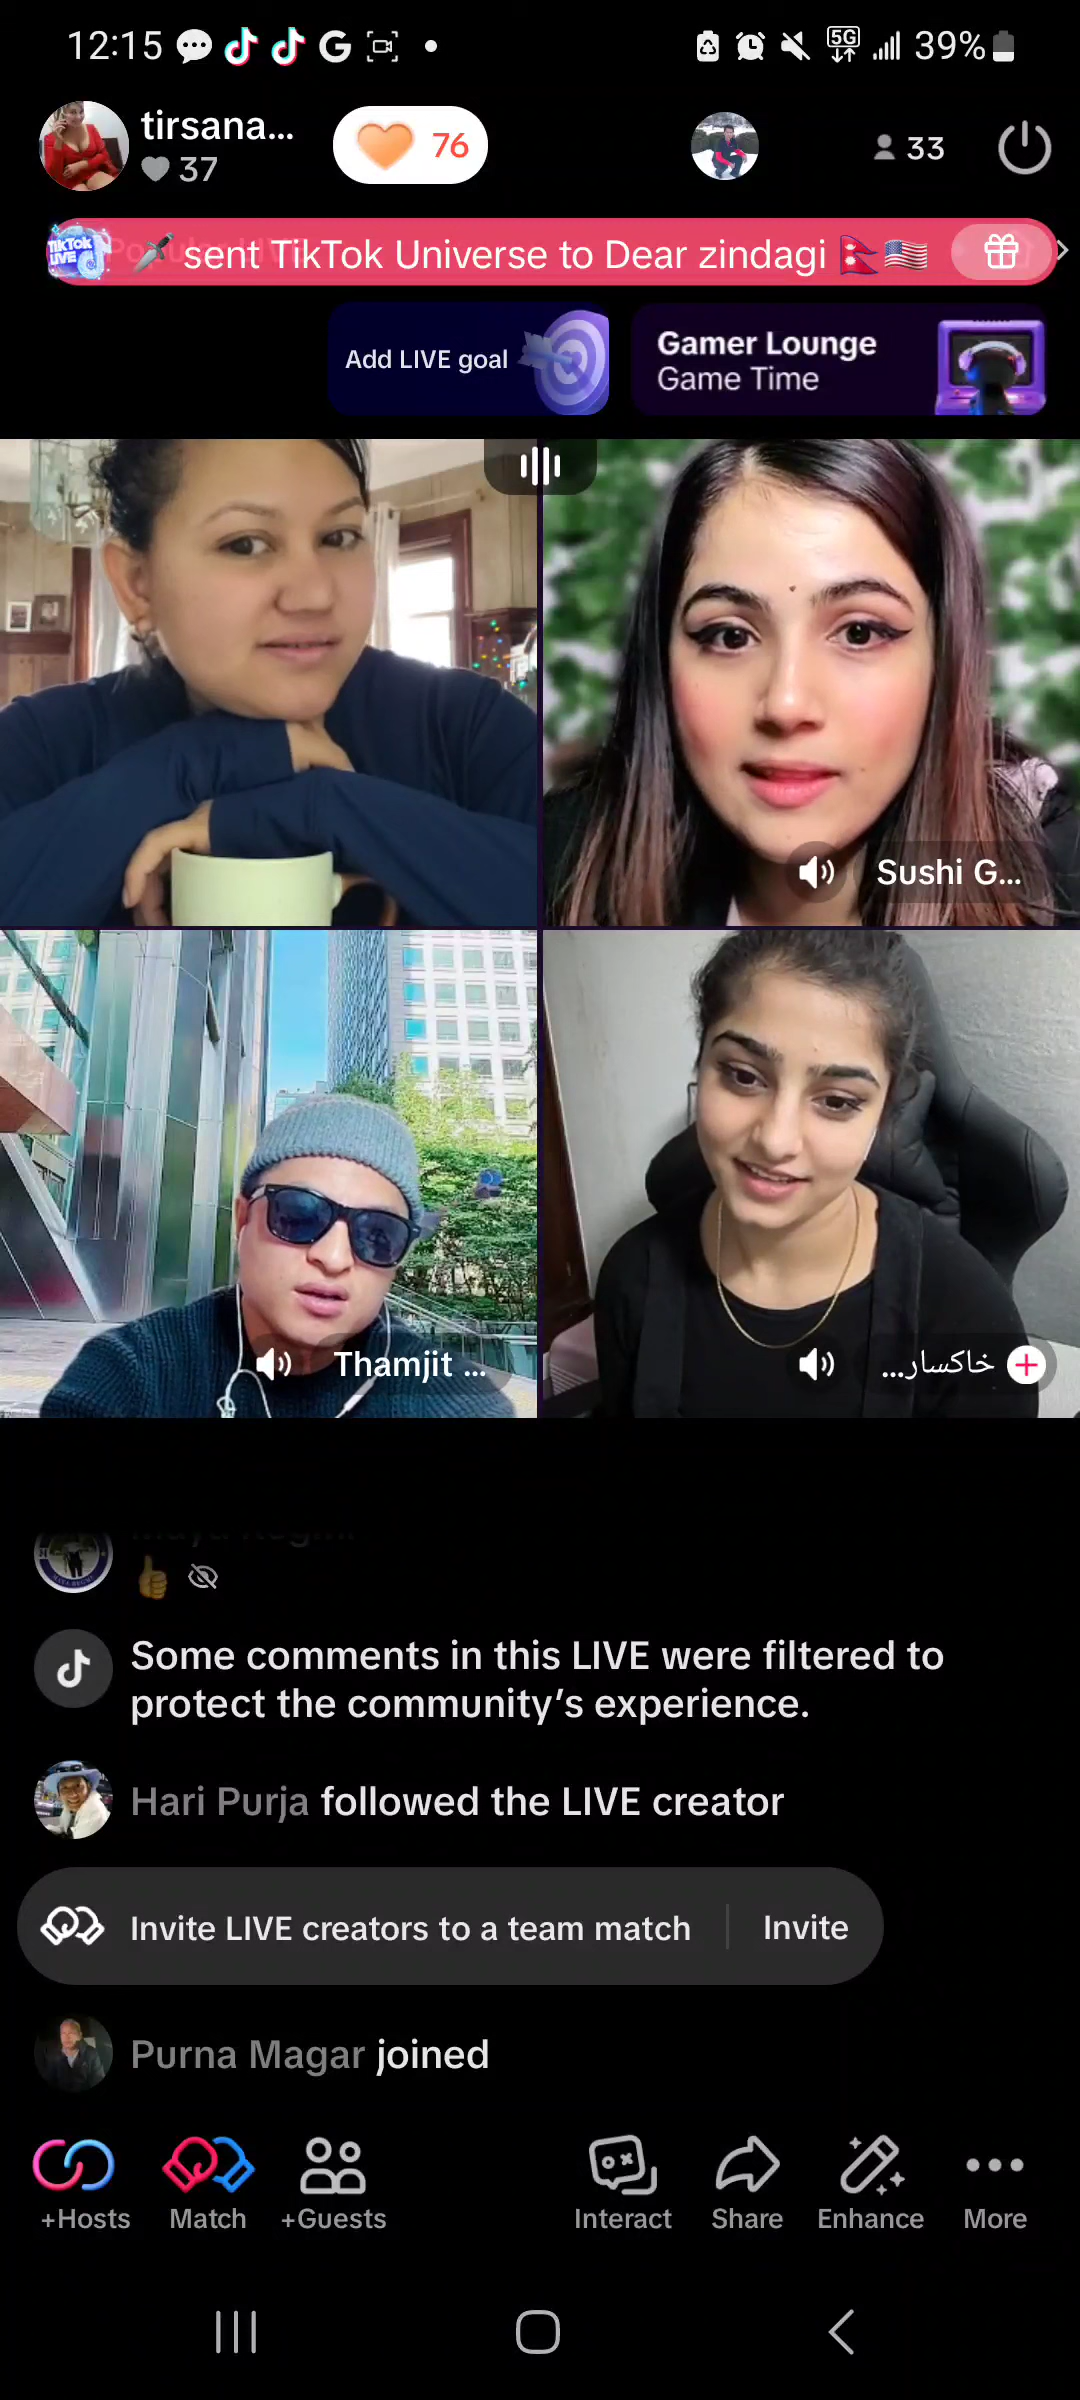 12:15
5G
39%
tirsana...
37
76
33
TikTok
LIVE
sent TikTok Universe to Dear zindagi 🇳🇵🇺🇸
Add LIVE goal
Gamer Lounge
Game Time
Sushi G...
Thamjit ...
خاکسار...
Some comments in this LIVE were filtered to
protect the community’s experience.
Hari Purja followed the LIVE creator
Invite LIVE creators to a team match
Invite
Purna Magar joined
+Hosts
Match
+Guests
Interact
Share
Enhance
More